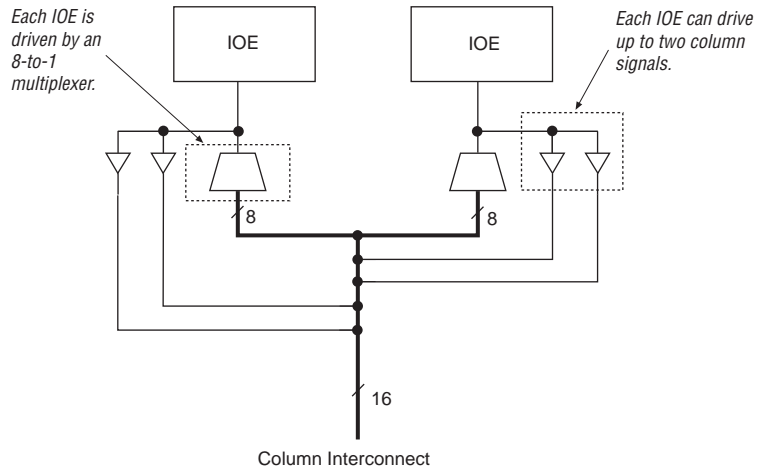 Each IOE is
driven by an
8-to-1
multiplexer.
IOE
IOE
Each IOE can drive
up to two column
signals.
8
8
16
Column Interconnect